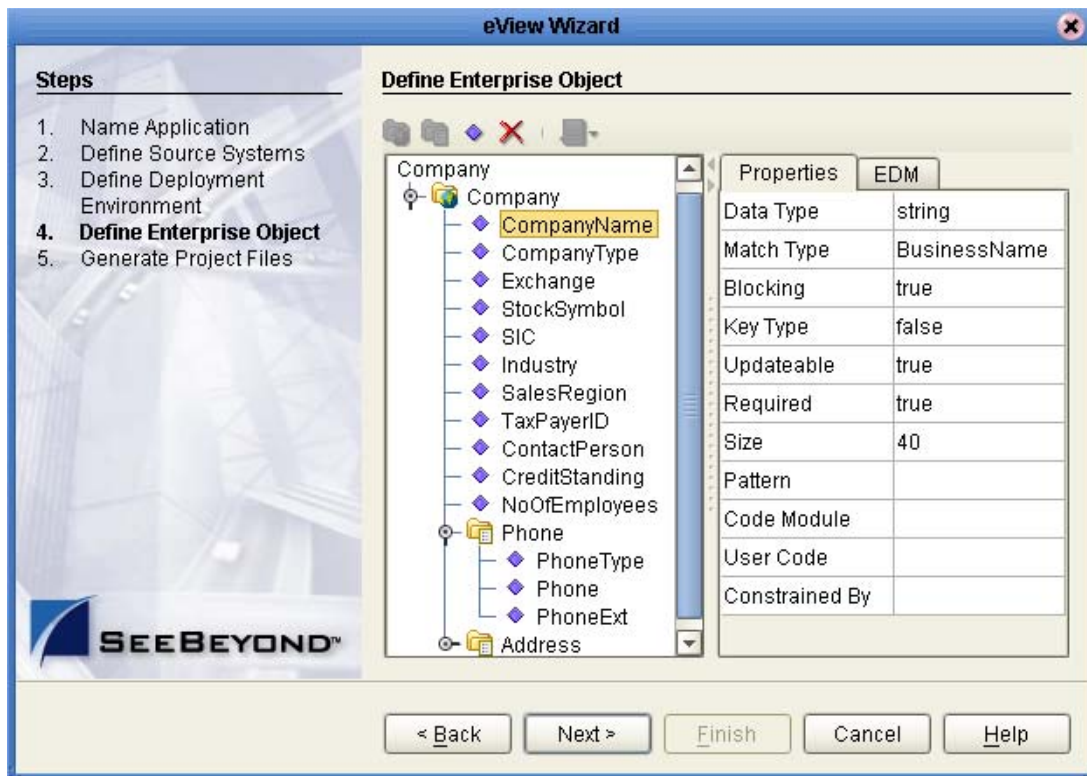 eView Wizard
Steps
1. Name Application
2. Define Source Systems
3. Define Deployment
Environment
4. Define Enterprise Object
5. Generate Project Files
SEEBEYOND™
Define Enterprise Object
Company
Company
CompanyName
CompanyType
Exchange
StockSymbol
SIC
Industry
SalesRegion
TaxPayerID
ContactPerson
CreditStanding
NoOfEmployees
Phone
PhoneType
Phone
PhoneExt
Address
Properties EDM
Data Type string
Match Type BusinessName
Blocking true
Key Type false
Updateable true
Required true
Size 40
Pattern
Code Module
User Code
Constrained By
< Back Next > Finish Cancel Help